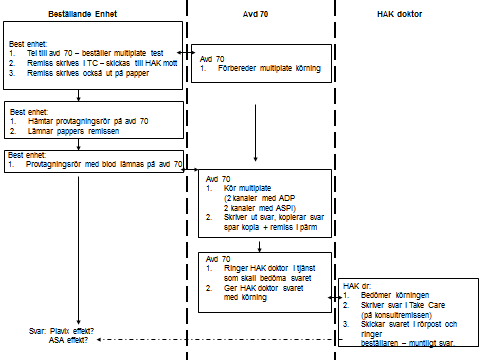 Beställande Enhet
Avd 70
HAK doktor
Best enhet:
1. Tel till avd 70 – beställer multiplate test
2. Remiss skrives i TC – skickas till HAK mott
3. Remiss skrives också ut på papper
Avd 70
1. Förbereder multiplate körning
Best enhet:
1. Hämtar provtagningsrör på avd 70
2. Lämnar pappers remissen
Best enhet:
1. Provtagningsrör med blod lämnas på avd 70
Avd 70
1. Kör multiplate
(2 kanaler med ADP
2 kanaler med ASPI)
2. Skriver ut svar, kopierar svar
spar kopia + remiss i pärm
Avd 70
1. Ringer HAK doktor i tjänst
som skall bedöma svaret
2. Ger HAK doktor svaret
med körning
HAK dr:
1. Bedömer körningen
2. Skriver svar i Take Care
(på konsultremissen)
3. Skickar svaret i rörpost och
ringer
beställaren – muntligt svar.
Svar: Plavix effekt?
ASA effekt?